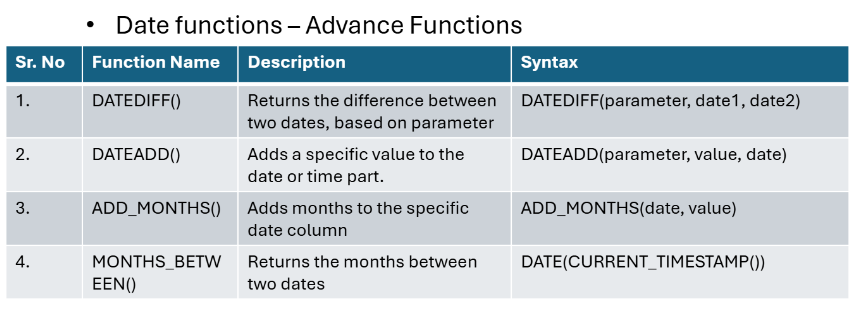 • Date functions – Advance Functions
Sr. No Function Name Description Syntax
1. DATEDIFF() Returns the difference between DATEDIFF(parameter, date1, date2)
two dates, based on parameter
2. DATEADD() Adds a specific value to the DATEADD(parameter, value, date)
date or time part.
3. ADD_MONTHS() Adds months to the specific ADD_MONTHS(date, value)
date column
4. MONTHS_BETW Returns the months between DATE(CURRENT_TIMESTAMP())
EEN() two dates